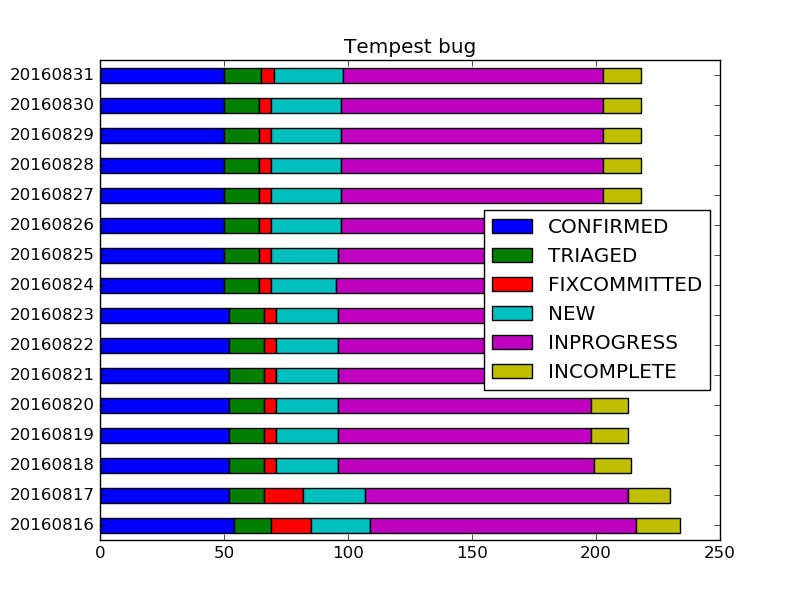 Tempest bug
20160831
20160830
20160829
20160828
20160827
20160826
20160825
20160824
20160823
20160822
20160821
20160820
20160819
20160818
20160817
20160816
CONFIRMED
TRIAGED
FIXCOMMITTED
NEW
INPROGRESS
INCOMPLETE
0 50 100 150 200 250